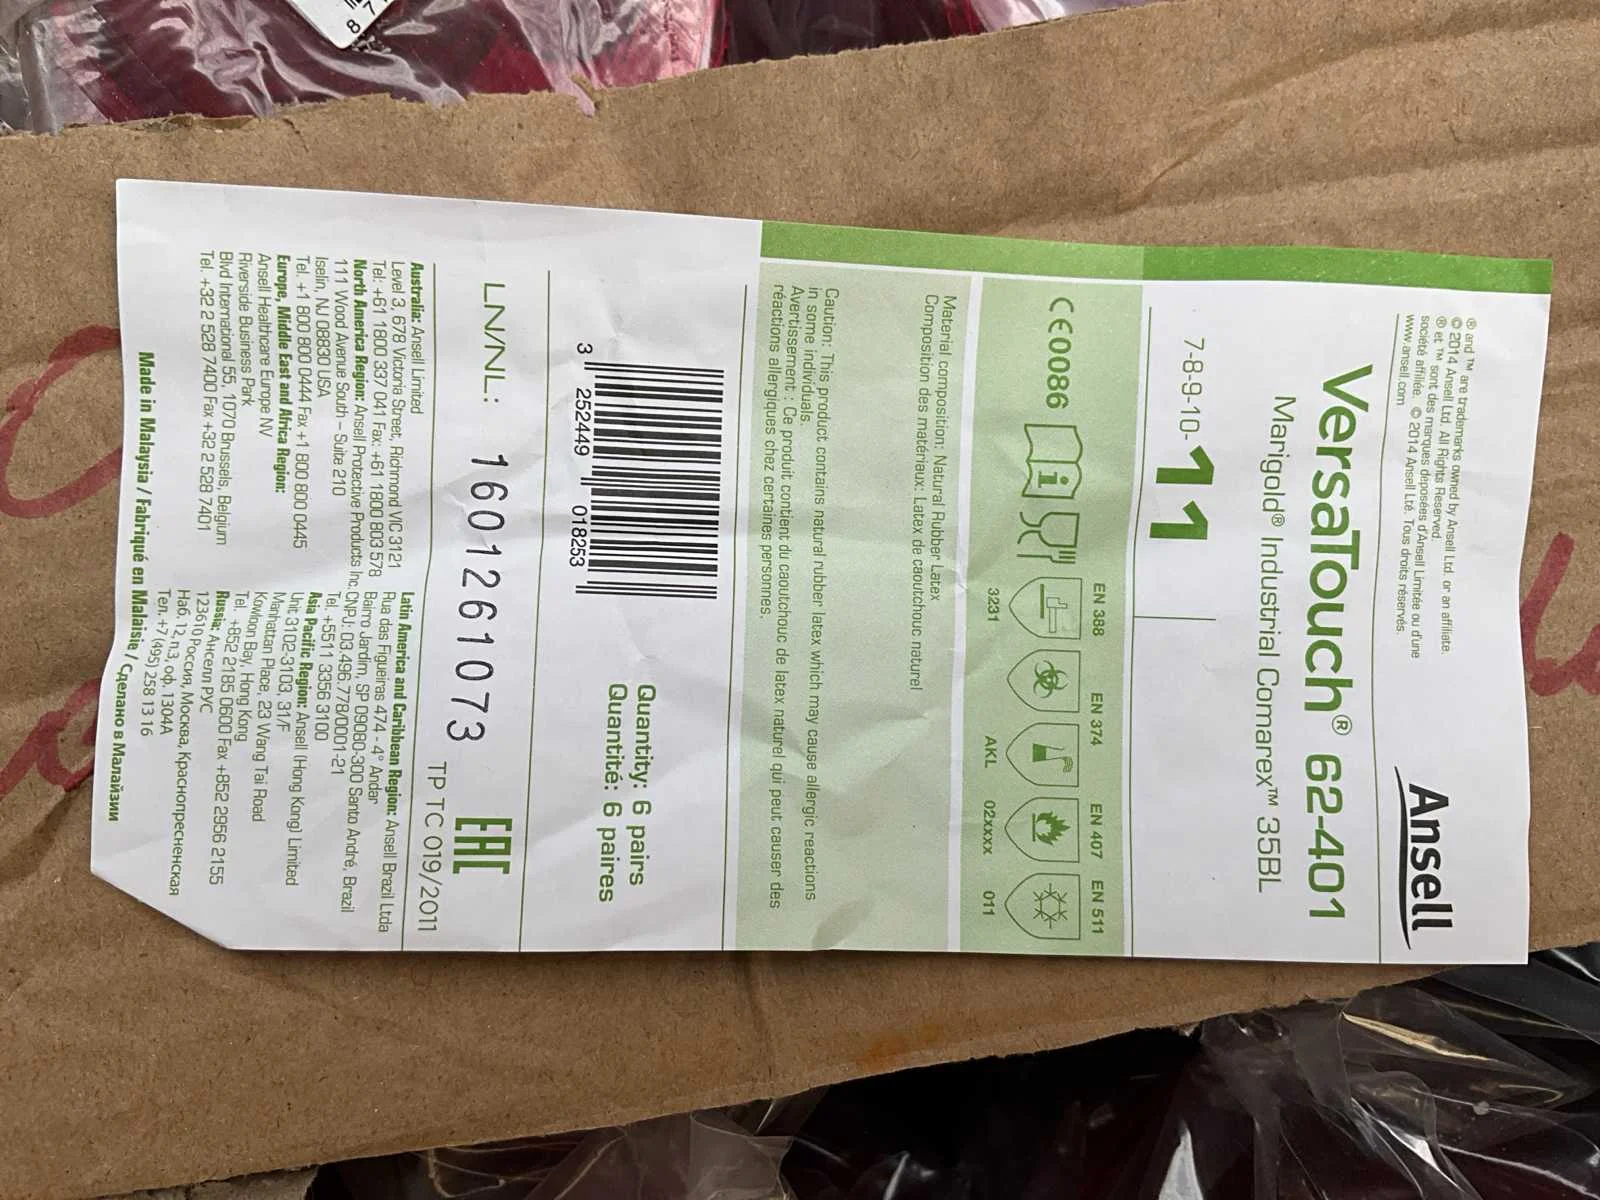 ® and ™ are trademarks owned by Ansell Ltd. or an affiliate.
© 2014 Ansell Ltd. All Rights Reserved.
® et ™ sont des marques déposées d'Ansell Limitée ou d'une
société affiliée. © 2014 Ansell Lté. Tous droits réservés.
www.ansell.com
Ansell
VersaTouch® 62-401
Marigold® Industrial Comarex™ 35BL
7-8-9-10-11
EN 388 EN 374 EN 407 EN 511
CE0086
3231 AKL 02xxxx 011
Material composition: Natural Rubber Latex
Composition des matériaux: Latex de caoutchouc naturel
Caution: This product contains natural rubber latex which may cause allergic reactions
in some individuals.
Avertissement : Ce produit contient du caoutchouc de latex naturel qui peut causer des
réactions allergiques chez certaines personnes.
3 252449 018253
Quantity: 6 pairs
Quantité: 6 paires
LN/NL: 1601261073
EAC
TP TC 019/2011
Australia: Ansell Limited
Level 3, 678 Victoria Street, Richmond VIC 3121
Tel: +61 1800 337 041 Fax: +61 1800 803 578
North America Region: Ansell Protective Products Inc.
111 Wood Avenue South – Suite 210
Iselin, NJ 08830 USA
Tel. +1 800 800 0444 Fax +1 800 800 0445
Europe, Middle East and Africa Region:
Ansell Healthcare Europe NV
Riverside Business Park
Blvd International 55, 1070 Brussels, Belgium
Tel. +32 2 528 7400 Fax +32 2 528 7401
Latin America and Caribbean Region: Ansell Brazil Ltda
Rua das Figueiras 474 - 4° Andar
Bairro Jardim, SP 09080-300 Santo André, Brazil
CNPJ: 03.496.778/0001-21
Tel. +5511 3356 3100
Asia Pacific Region: Ansell (Hong Kong) Limited
Unit 3102-3103, 31/F
Manhattan Place, 23 Wang Tai Road
Kowloon Bay, Hong Kong
Tel. +852 2185 0600 Fax +852 2956 2155
Russia: Анселл РУС
123610 Россия, Москва, Краснопресненская
Наб. 12, п.3, оф. 1304А
Тел. +7 (495) 258 13 16
Made in Malaysia / Fabriqué en Malaisie / Сделано в Малайзии